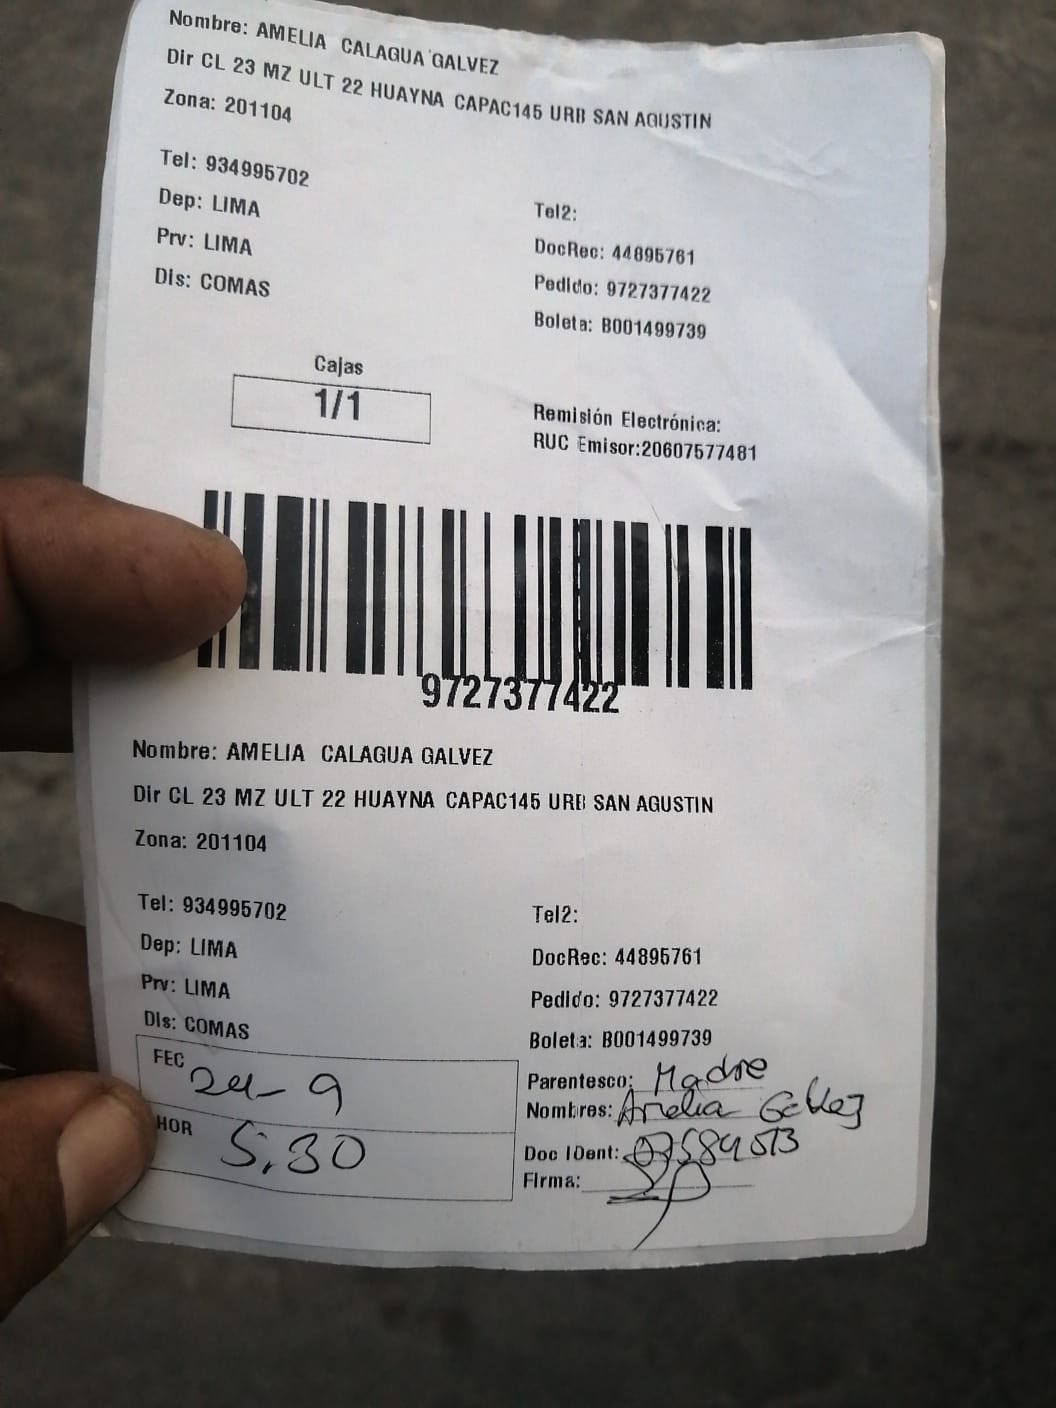 Nombre: AMELIA CALAGUA GALVEZ
Dir CL 23 MZ ULT 22 HUAYNA CAPAC145 URB SAN AGUSTIN
Zona: 201104
Tel: 934995702
Dep: LIMA
Tel2:
Prv: LIMA
DocRec: 44895761
Dis: COMAS
Pedido: 9727377422
Boleta: B001499739
Cajas
1/1
Remisión Electrónica:
RUC Emisor:20607577481
9727377422
Nombre: AMELIA CALAGUA GALVEZ
Dir CL 23 MZ ULT 22 HUAYNA CAPAC145 URB SAN AGUSTIN
Zona: 201104
Tel: 934995702
Tel2:
Dep: LIMA
DocRec: 44895761
Prv: LIMA
Pedido: 9727377422
Dis: COMAS
Boleta: B001499739
FEC 24-9
Parentesco: Madre
Nombres: Amelia Galvez
HOR 5:30
Doc IDent:
Firma: